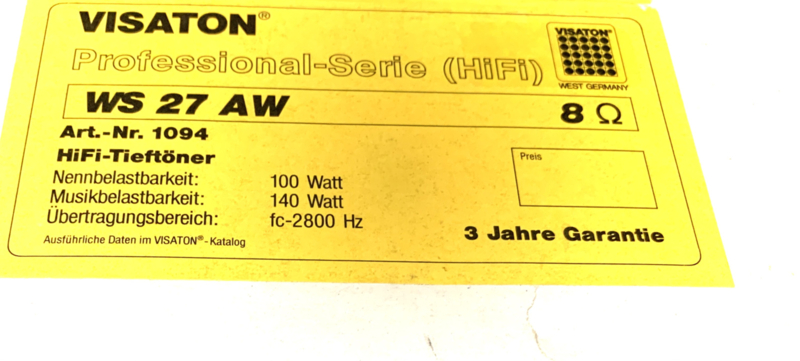 VISATON®
Professional-Serie (HiFi)
VISATON®
WEST GERMANY
WS 27 AW
8 Ω
Art.-Nr. 1094
HiFi-Tieftöner
Preis
Nennbelastbarkeit: 100 Watt
Musikbelastbarkeit: 140 Watt
Übertragungsbereich: fc-2800 Hz
3 Jahre Garantie
Ausführliche Daten im VISATON®-Katalog